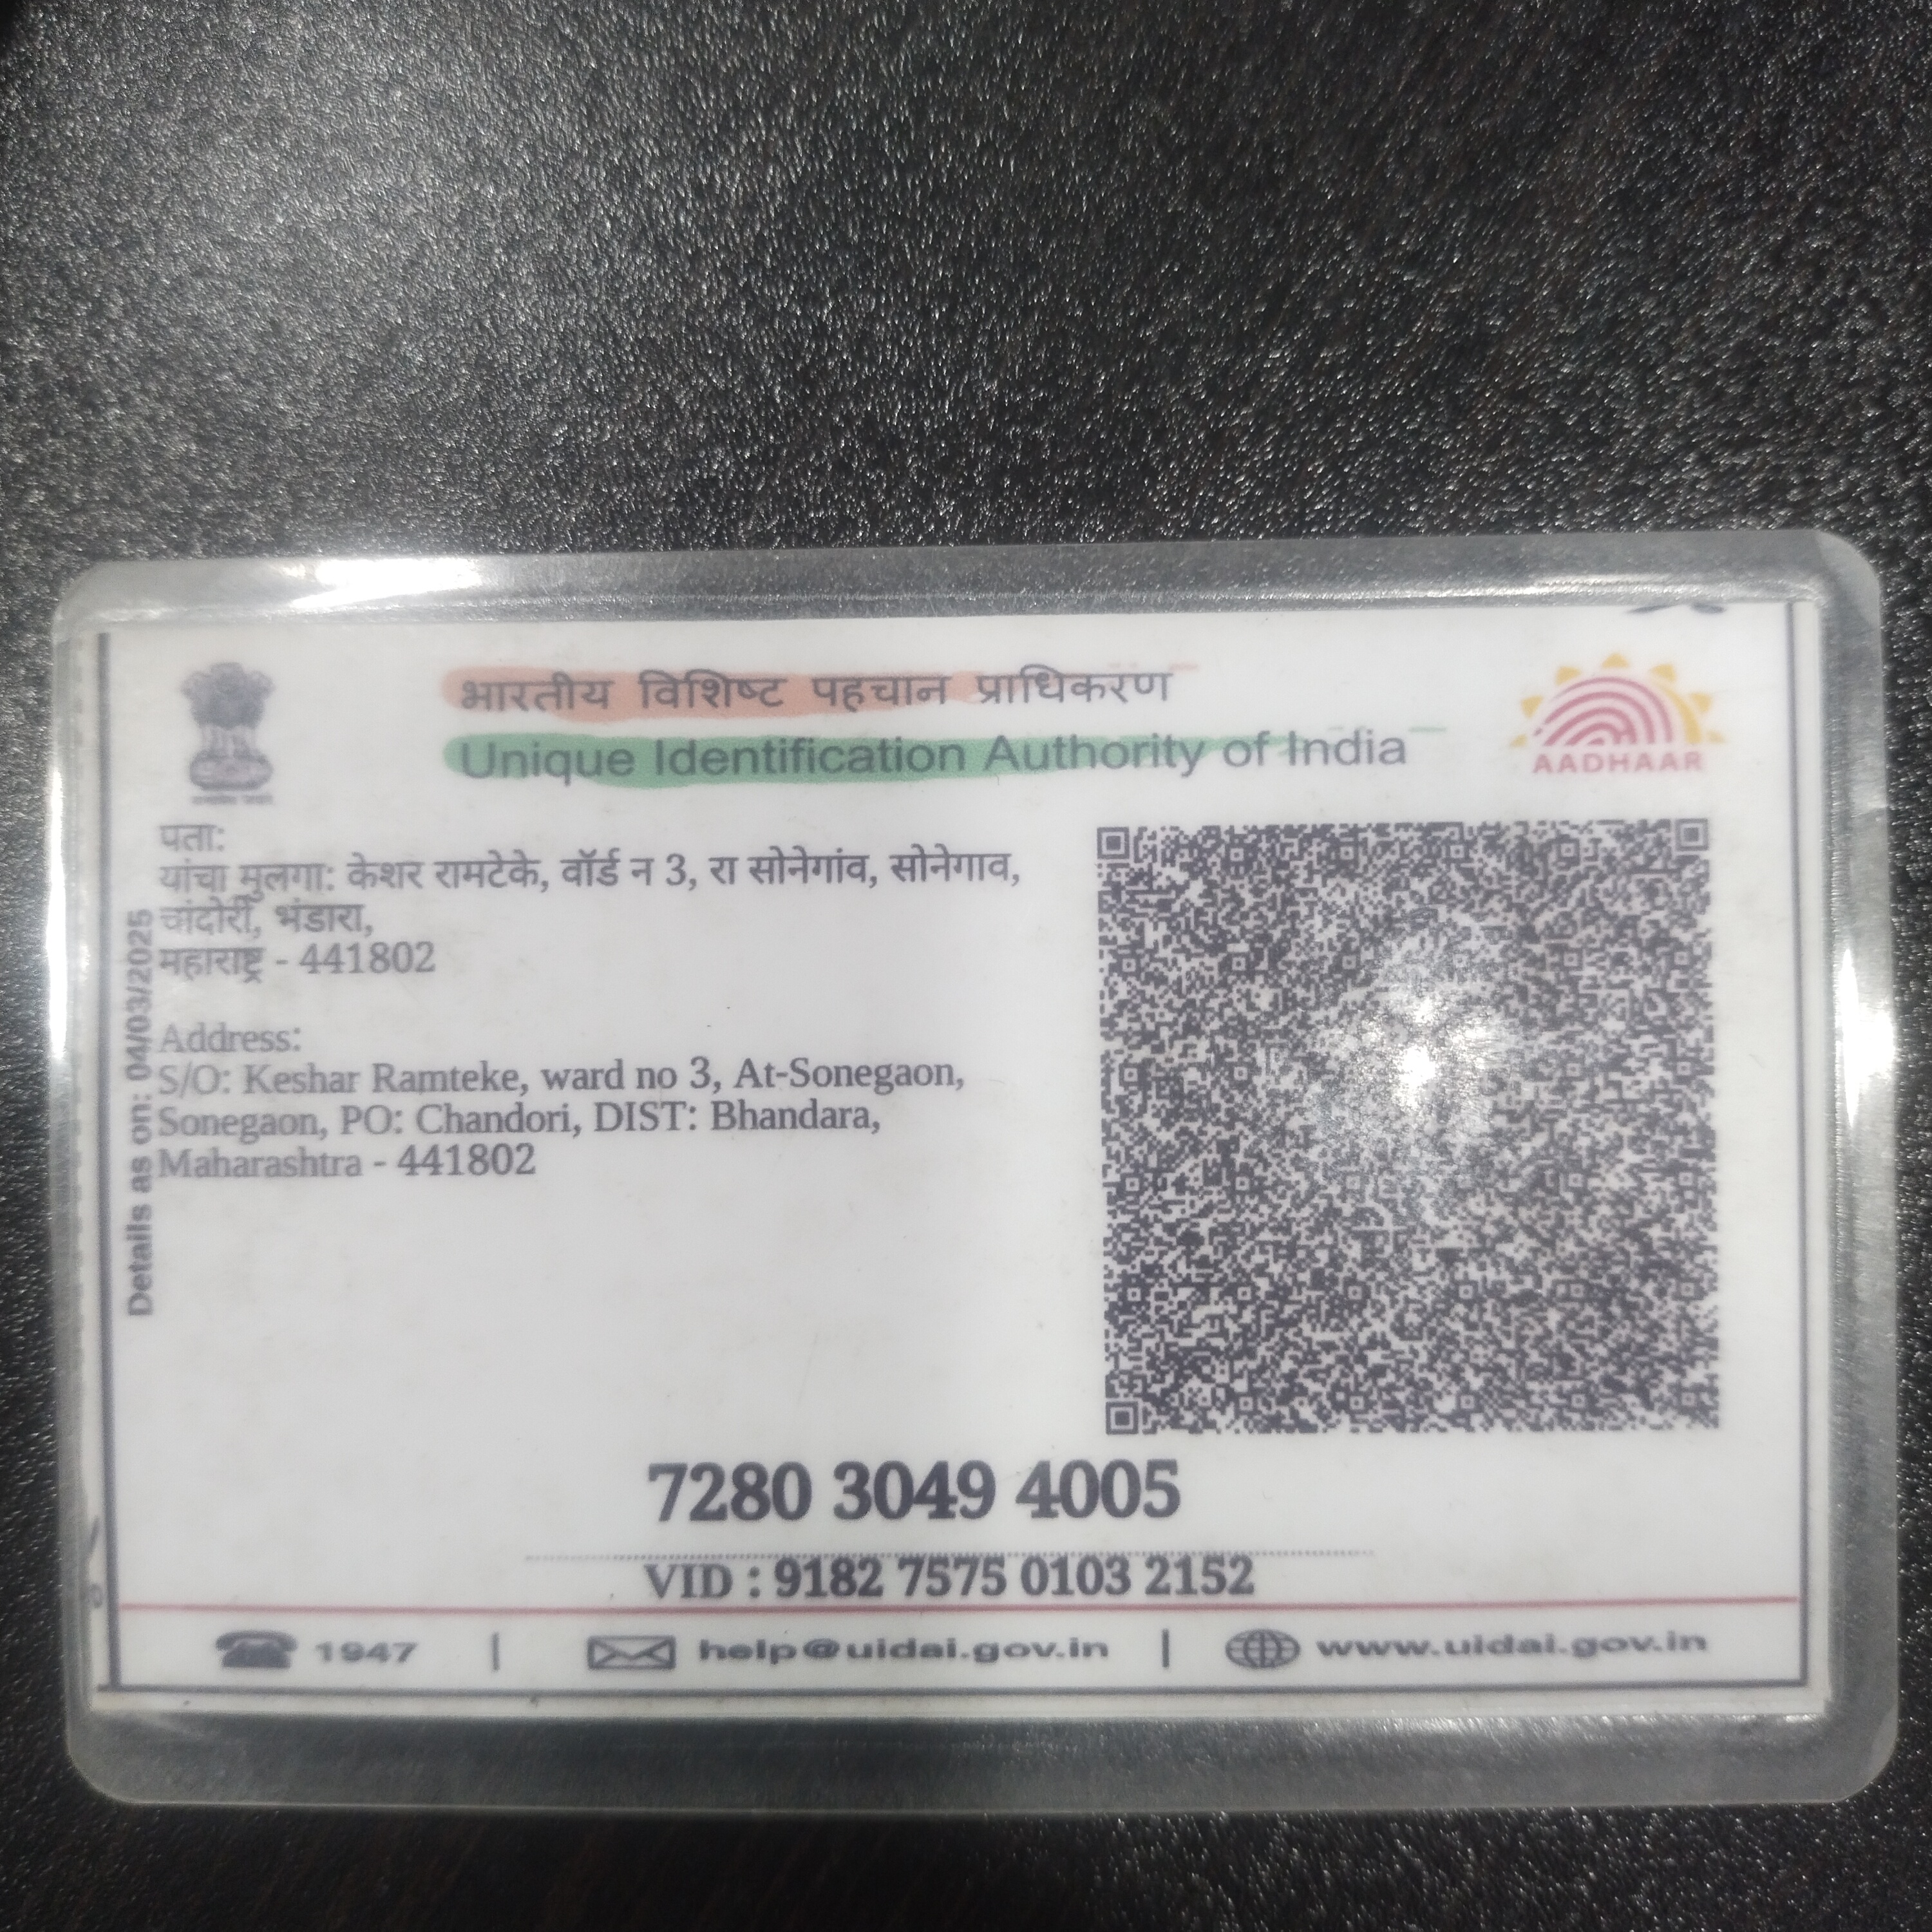 भारतीय विशिष्ट पहचान प्राधिकरण
Unique Identification Authority of India
AADHAAR
पता:
यांचा मुलगा: केशर रामटेके, वॉर्ड न 3, रा सोनेगांव, सोनेगाव,
चांदोरी, भंडारा,
महाराष्ट्र - 441802
Address:
S/O: Keshar Ramteke, ward no 3, At-Sonegaon,
Sonegaon, PO: Chandori, DIST: Bhandara,
Maharashtra - 441802
Details as on: 04/03/2025
7280 3049 4005
VID : 9182 7575 0103 2152
1947 | help@uidai.gov.in | www.uidai.gov.in